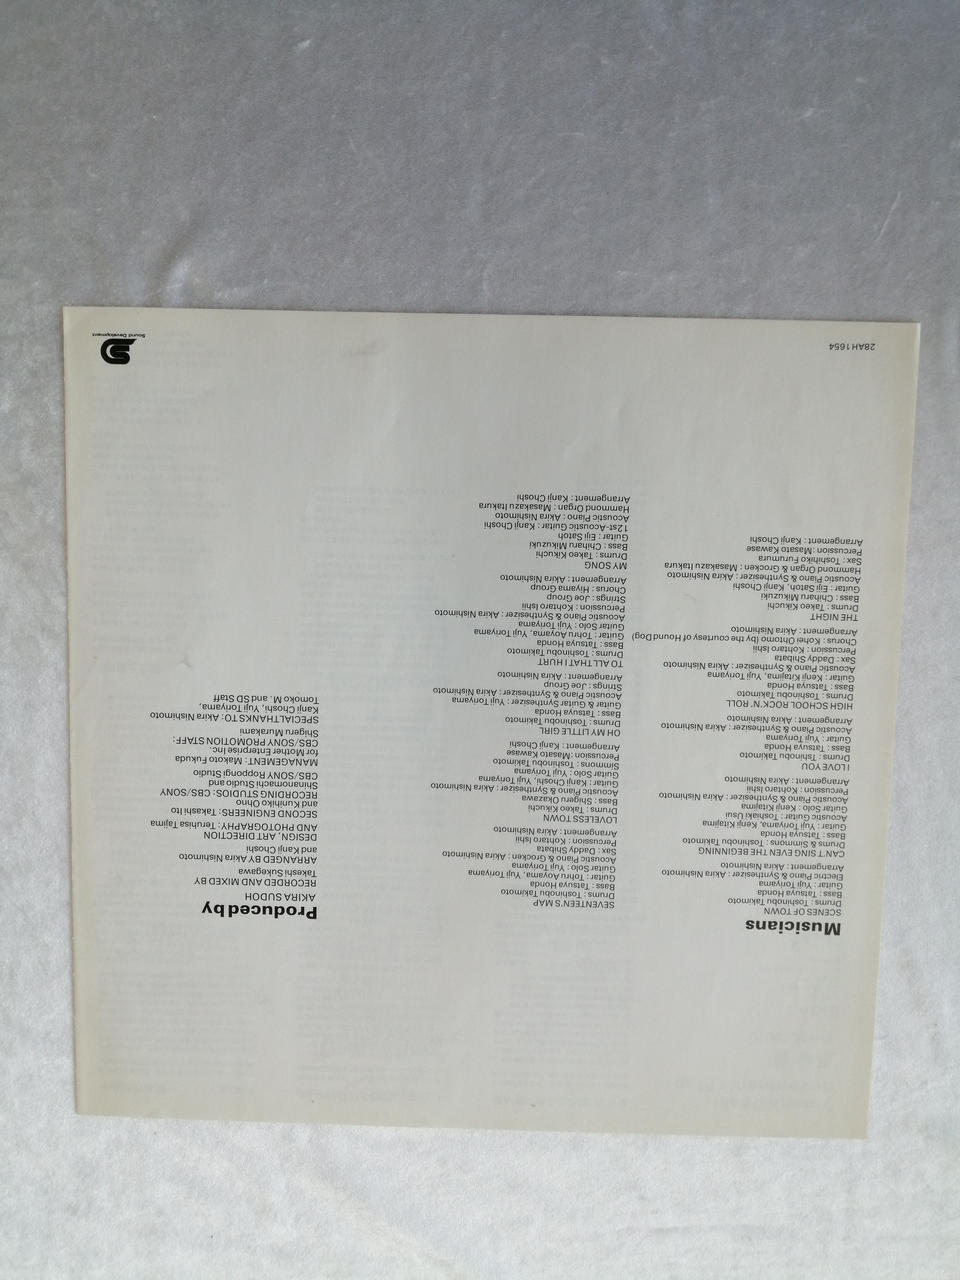 Musicians
SCENES OF TOWN
Drums : Toshinobu Takimoto
Bass : Tatsuya Honda
Guitar : Yuji Toriyama
Electric Piano & Synthesizer : Akira Nishimoto
Arrangement : Akira Nishimoto
CAN'T SING EVEN THE BEGINNING
Drums & Simmons : Toshinobu Takimoto
Bass : Tatsuya Honda
Guitar : Yuji Toriyama, Kenji Kitajima
Acoustic Guitar : Toshiaki Usui
Guitar Solo : Kenji Kitajima
Acoustic Piano & Synthesizer : Akira Nishimoto
Percussion : Kohtaro Ishii
Arrangement : Akira Nishimoto
I LOVE YOU
Drums : Tshinobu Takimoto
Bass : Tatsuya Honda
Guitar : Yuji Toriyama
Acoustic Piano & Synthesizer : Akira Nishimoto
Arrangement : Akira Nishimoto
HIGH SCHOOL ROCK 'N' ROLL
Drums : Toshinobu Takimoto
Bass : Tatsuya Honda
Guitar : Kenji Kitajima, Yuji Toriyama
Acoustic Piano & Synthesizer : Akira Nishimoto
Sax : Daddy Shibata
Percussion : Kohtaro Ishii
Chorus : Kohei Ohtomo (by the courtesy of Hound Dog)
Arrangement : Akira Nishimoto
THE NIGHT
Drums : Takeo Kikuchi
Bass : Chiharu Mikuzuki
Guitar : Eiji Satoh, Kanji Choshi
Acoustic Piano & Synthesizer : Akira Nishimoto
Hammond Organ & Grocken : Masakazu Itakura
Sax : Toshihiko Furumura
Percussion : Masato Kawase
Arrangement : Kanji Choshi
SEVENTEEN'S MAP
Drums : Toshinobu Takimoto
Bass : Tatsuya Honda
Guitar : Tohru Aoyama, Yuji Toriyama
Guitar Solo : Yuji Toriyama
Acoustic Piano & Grocken : Akira Nishimoto
Sax : Daddy Shibata
Percussion : Kohtaro Ishii
Arrangement : Akira Nishimoto
LOVELESS TOWN
Drums : Takeo Kikuchi
Bass : Shigeru Okazawa
Acoustic Piano & Synthesizer : Akira Nishimoto
Guitar : Kanji Choshi, Yuji Toriyama
Guitar Solo : Yuji Toriyama
Simmons : Toshinobu Takimoto
Percussion : Masato Kawase
Arrangement : Kanji Choshi
OH MY LITTLE GIRL
Drums : Toshinobu Takimoto
Bass : Tatsuya Honda
Guitar & Guitar Synthesizer : Yuji Toriyama
Acoustic Piano & Synthesizer : Akira Nishimoto
Strings : Joe Group
Arrangement : Akira Nishimoto
TO ALL THAT I HURT
Drums : Toshinobu Takimoto
Bass : Tatsuya Honda
Guitar : Tohru Aoyama, Yuji Toriyama
Guitar Solo : Yuji Toriyama
Acoustic Piano & Synthesizer : Akira Nishimoto
Percussion : Kohtaro Ishii
Strings : Joe Group
Chorus : Hiyama Group
Arrangement : Akira Nishimoto
MY SONG
Drums : Takeo Kikuchi
Bass : Chiharu Mikuzuki
Guitar : Eiji Satoh
12st-Acoustic Guitar : Kanji Choshi
Acoustic Piano : Akira Nishimoto
Hammond Organ : Masakazu Itakura
Arrangement : Kanji Choshi
Produced by
AKIRA SUDOH
RECORDED AND MIXED BY
Takeshi Sukegawa
ARRANGED BY Akira Nishimoto
and Kanji Choshi
DESIGN, ART DIRECTION
AND PHOTOGRAPHY: Teruhisa Tajima
SECOND ENGINEERS: Takashi Ito
and Kunihiko Ohno
RECORDING STUDIOS: CBS/SONY
Shinanomachi Studio and
CBS/SONY Roppongi Studio
MANAGEMENT: Makoto Fukuda
for Mother Enterprise Inc.
CBS/SONY PROMOTION STAFF:
Shigeru Murakami
SPECIAL THANKS TO: Akira Nishimoto
Kanji Choshi, Yuji Toriyama,
Tomoko M. and SD Staff
28AH 1654
SD
Sound Development